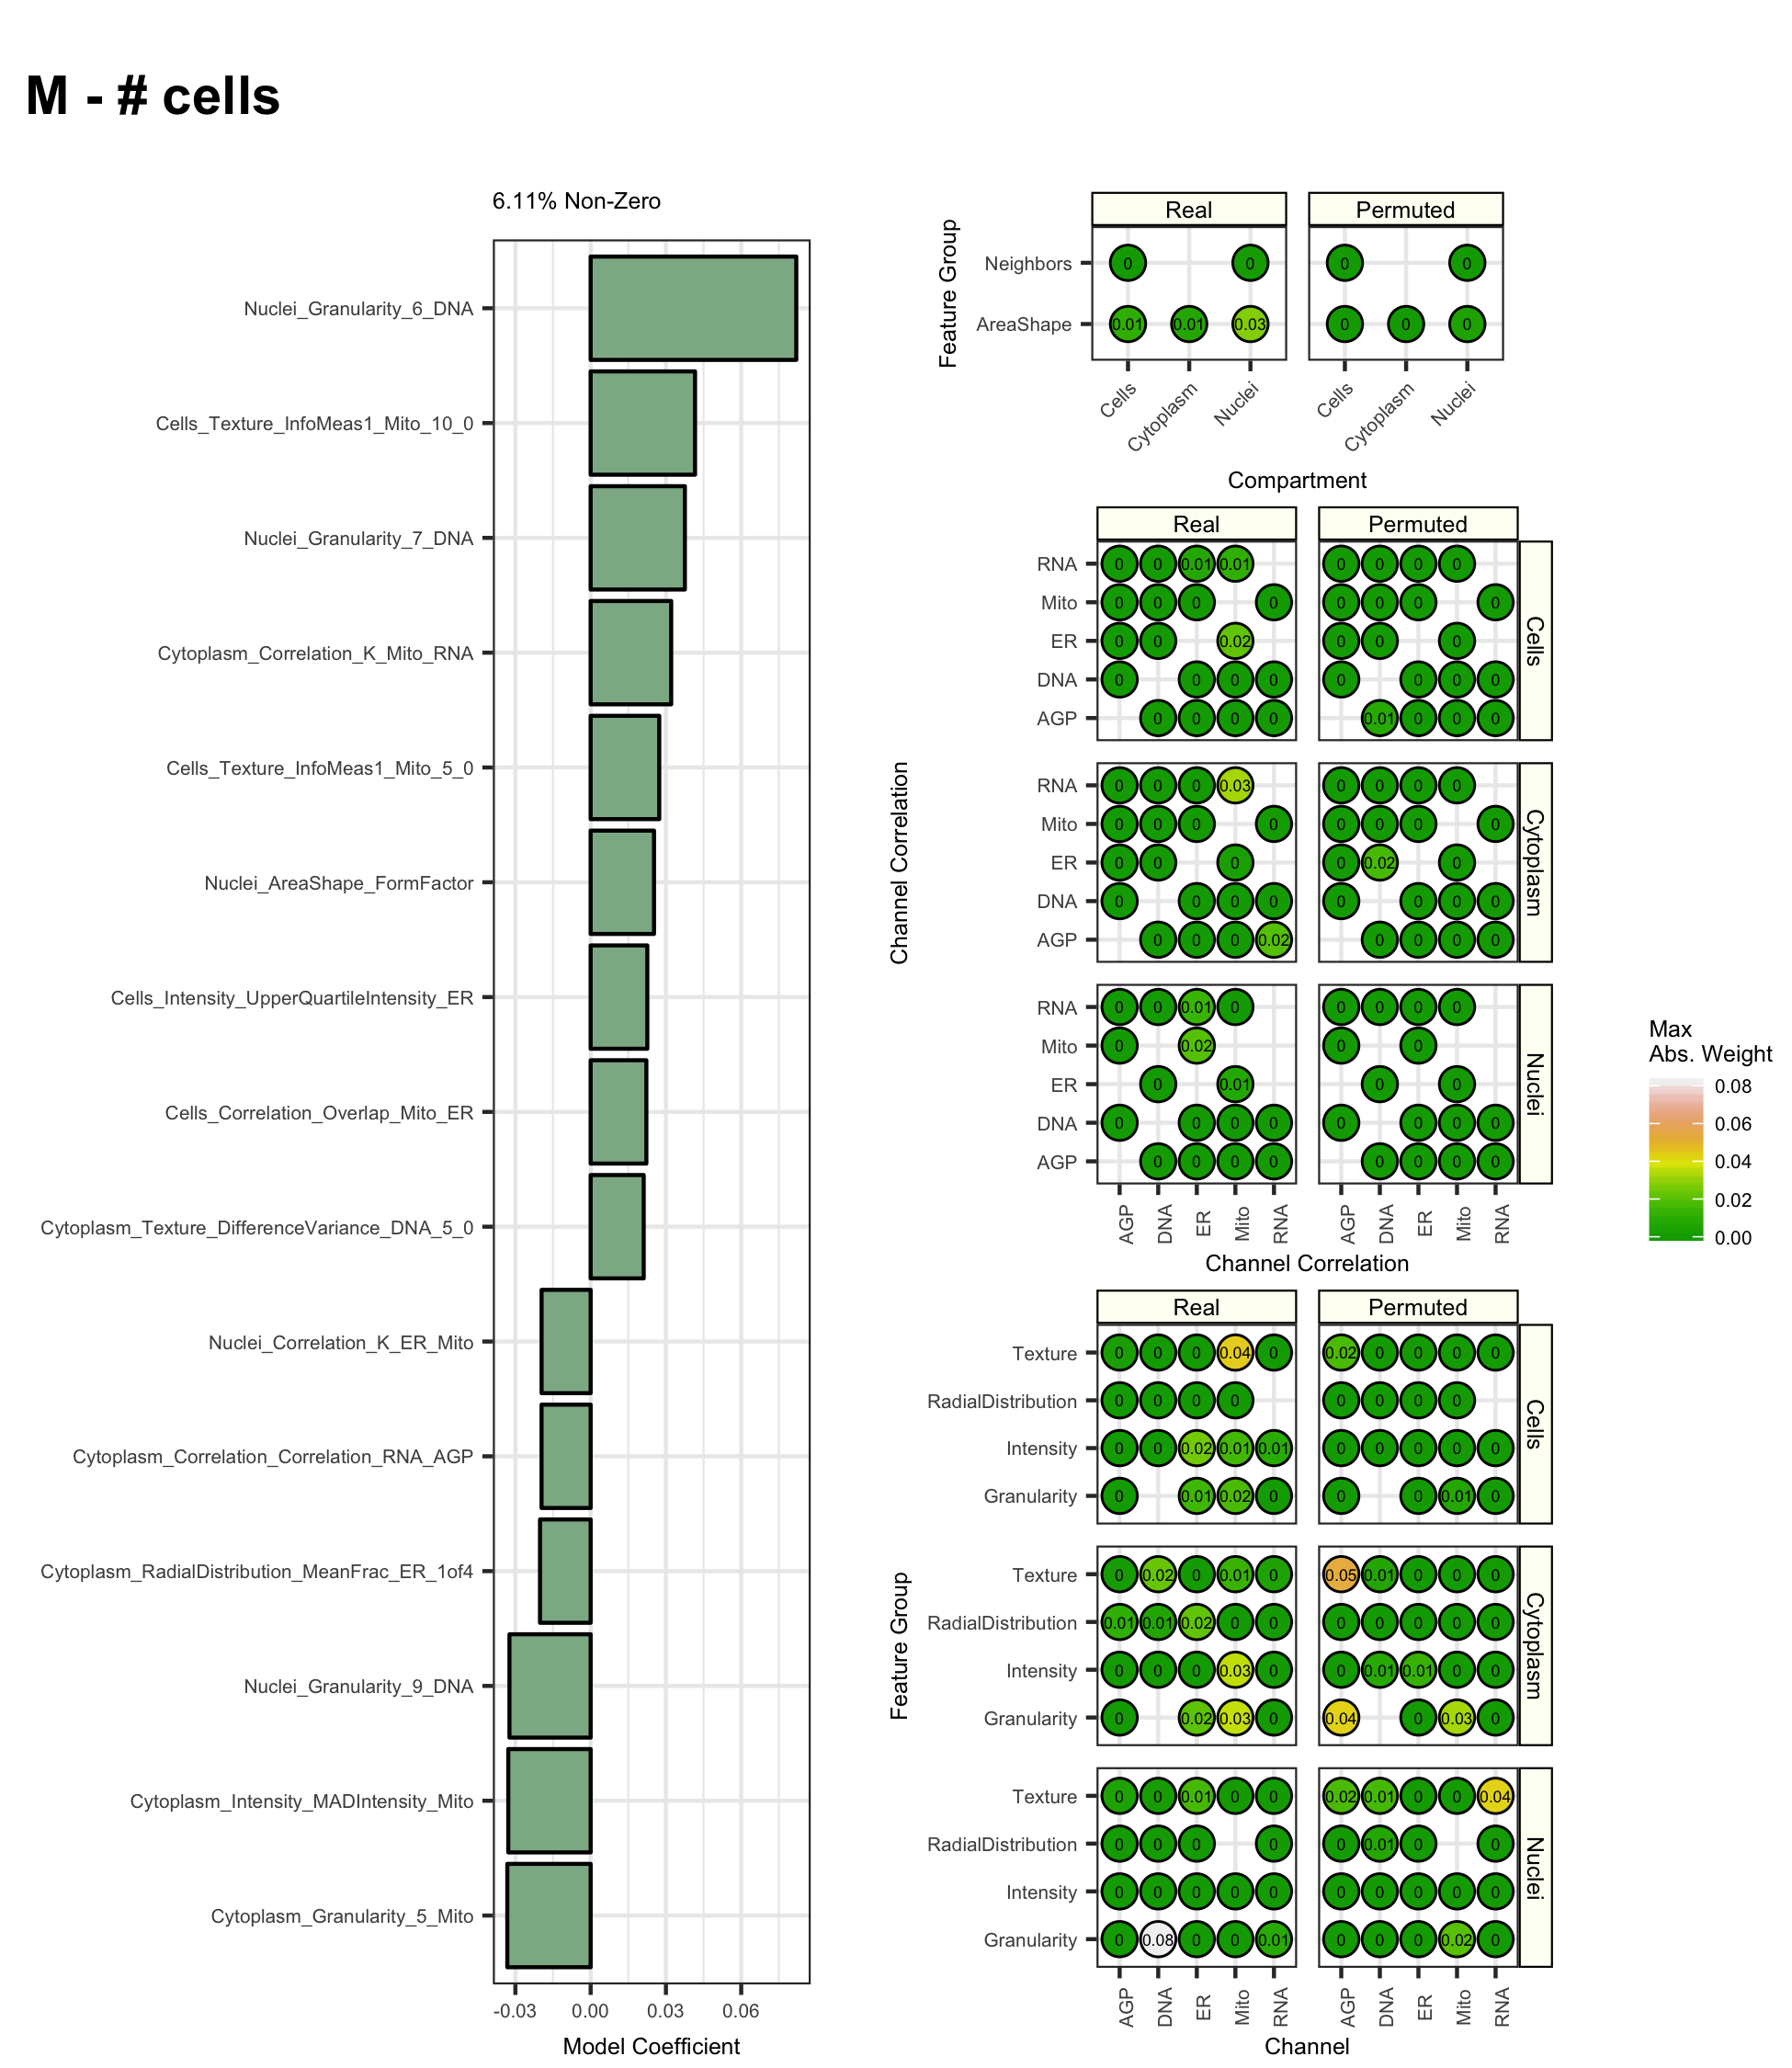 M - # cells
6.11% Non-Zero
Nuclei_Granularity_6_DNA
Cells_Texture_InfoMeas1_Mito_10_0
Nuclei_Granularity_7_DNA
Cytoplasm_Correlation_K_Mito_RNA
Cells_Texture_InfoMeas1_Mito_5_0
Nuclei_AreaShape_FormFactor
Cells_Intensity_UpperQuartileIntensity_ER
Cells_Correlation_Overlap_Mito_ER
Cytoplasm_Texture_DifferenceVariance_DNA_5_0
Nuclei_Correlation_K_ER_Mito
Cytoplasm_Correlation_Correlation_RNA_AGP
Cytoplasm_RadialDistribution_MeanFrac_ER_1of4
Nuclei_Granularity_9_DNA
Cytoplasm_Intensity_MADIntensity_Mito
Cytoplasm_Granularity_5_Mito
-0.03 0.00 0.03 0.06
Model Coefficient
Feature Group
Real Permuted
Neighbors 0 0 0 0
AreaShape 0.01 0.01 0.03 0 0 0
Cells Cytoplasm Nuclei Cells Cytoplasm Nuclei
Compartment
Channel Correlation
Real Permuted
Cells
RNA 0 0 0.01 0.01 0 0 0 0
Mito 0 0 0 0 0 0 0 0
ER 0 0 0.02 0 0 0
DNA 0 0 0 0 0 0 0 0
AGP 0 0 0 0 0.01 0 0 0
Cytoplasm
RNA 0 0 0 0.03 0 0 0 0
Mito 0 0 0 0 0 0 0 0
ER 0 0 0 0 0.02 0
DNA 0 0 0 0 0 0 0 0
AGP 0 0 0 0.02 0 0 0 0
Nuclei
RNA 0 0 0.01 0 0 0 0 0
Mito 0 0.02 0 0
ER 0 0.01 0 0
DNA 0 0 0 0 0 0 0 0
AGP 0 0 0 0 0 0 0 0
AGP DNA ER Mito RNA AGP DNA ER Mito RNA
Channel Correlation
Feature Group
Real Permuted
Cells
Texture 0 0 0 0.04 0 0.02 0 0 0 0
RadialDistribution 0 0 0 0 0 0 0 0
Intensity 0 0 0.02 0.01 0.01 0 0 0 0 0
Granularity 0 0.01 0.02 0 0 0 0.01 0
Cytoplasm
Texture 0 0.02 0 0.01 0 0.05 0.01 0 0 0
RadialDistribution 0.01 0.01 0.02 0 0 0 0 0 0 0
Intensity 0 0 0 0.03 0 0 0.01 0.01 0 0
Granularity 0 0.02 0.03 0 0.04 0 0.03 0
Nuclei
Texture 0 0 0.01 0 0 0.02 0.01 0 0 0.04
RadialDistribution 0 0 0 0 0 0.01 0 0
Intensity 0 0 0 0 0 0 0 0 0 0
Granularity 0 0.08 0 0 0.01 0 0 0 0.02 0
AGP DNA ER Mito RNA AGP DNA ER Mito RNA
Channel
Max
Abs. Weight
0.08
0.06
0.04
0.02
0.00